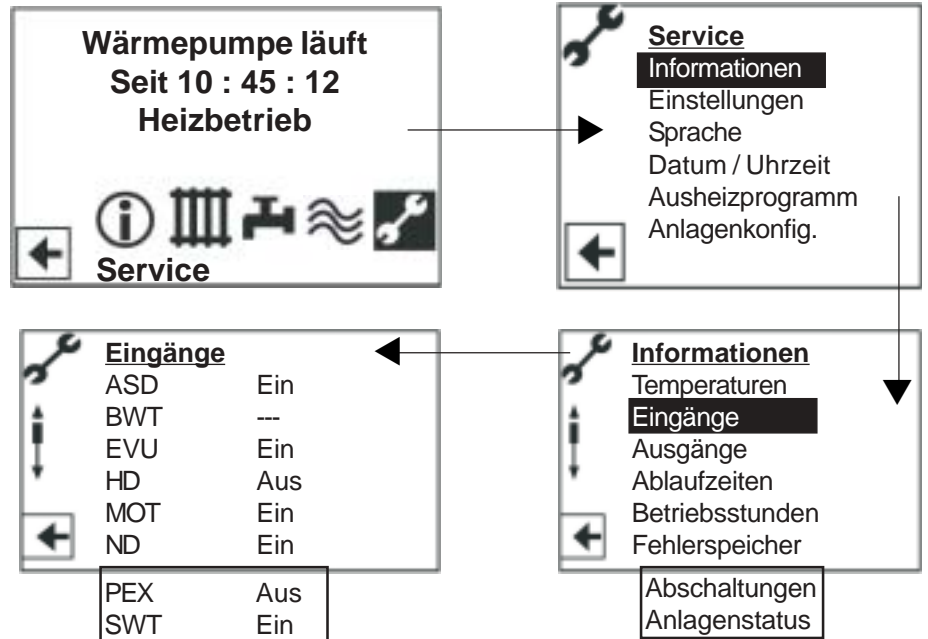 Wärmepumpe läuft
Seit 10 : 45 : 12
Heizbetrieb
Service
Service
Informationen
Einstellungen
Sprache
Datum / Uhrzeit
Ausheizprogramm
Anlagenkonfig.
Eingänge
ASD Ein
BWT ---
EVU Ein
HD Aus
MOT Ein
ND Ein
PEX Aus
SWT Ein
Informationen
Temperaturen
Eingänge
Ausgänge
Ablaufzeiten
Betriebsstunden
Fehlerspeicher
Abschaltungen
Anlagenstatus